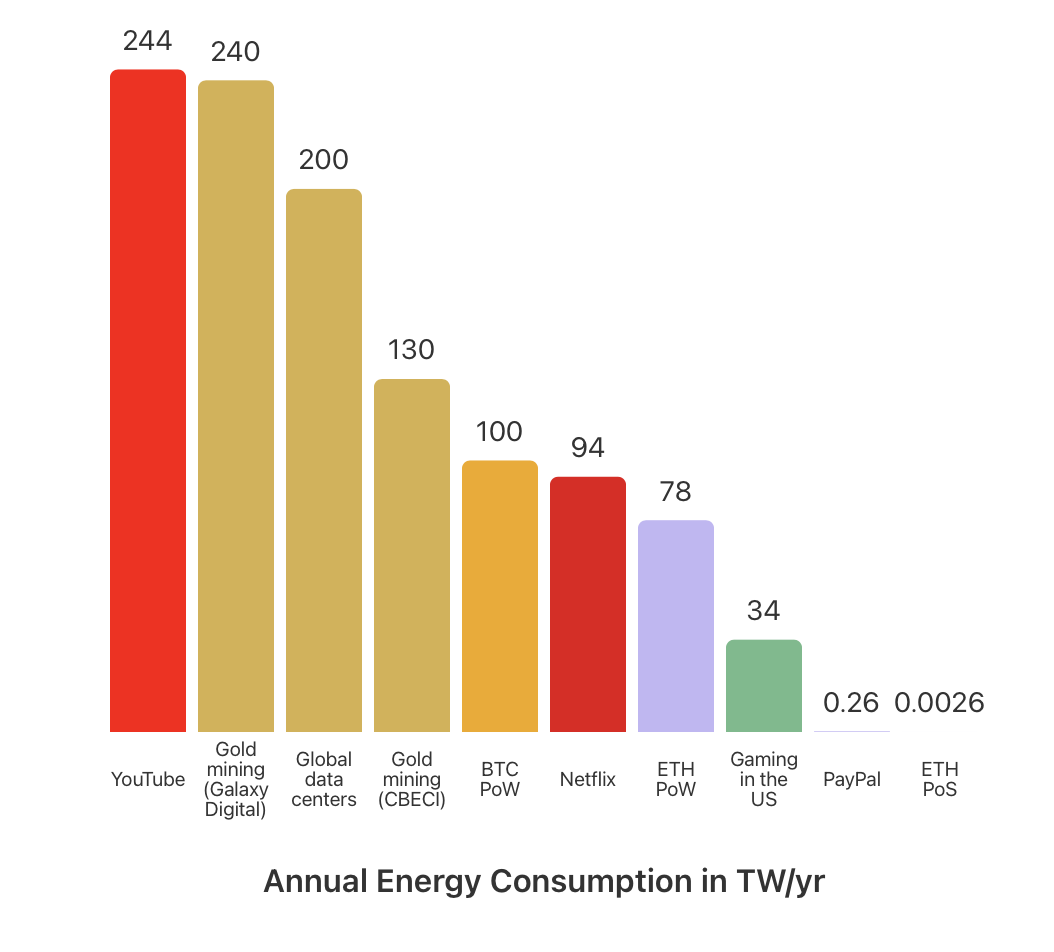 244
240
200
130
100
94
78
34
0.26
0.0026
YouTube
Gold
mining
(Galaxy
Digital)
Global
data
centers
Gold
mining
(CBECI)
BTC
PoW
Netflix
ETH
PoW
Gaming
in the
US
PayPal
ETH
PoS
Annual Energy Consumption in TW/yr